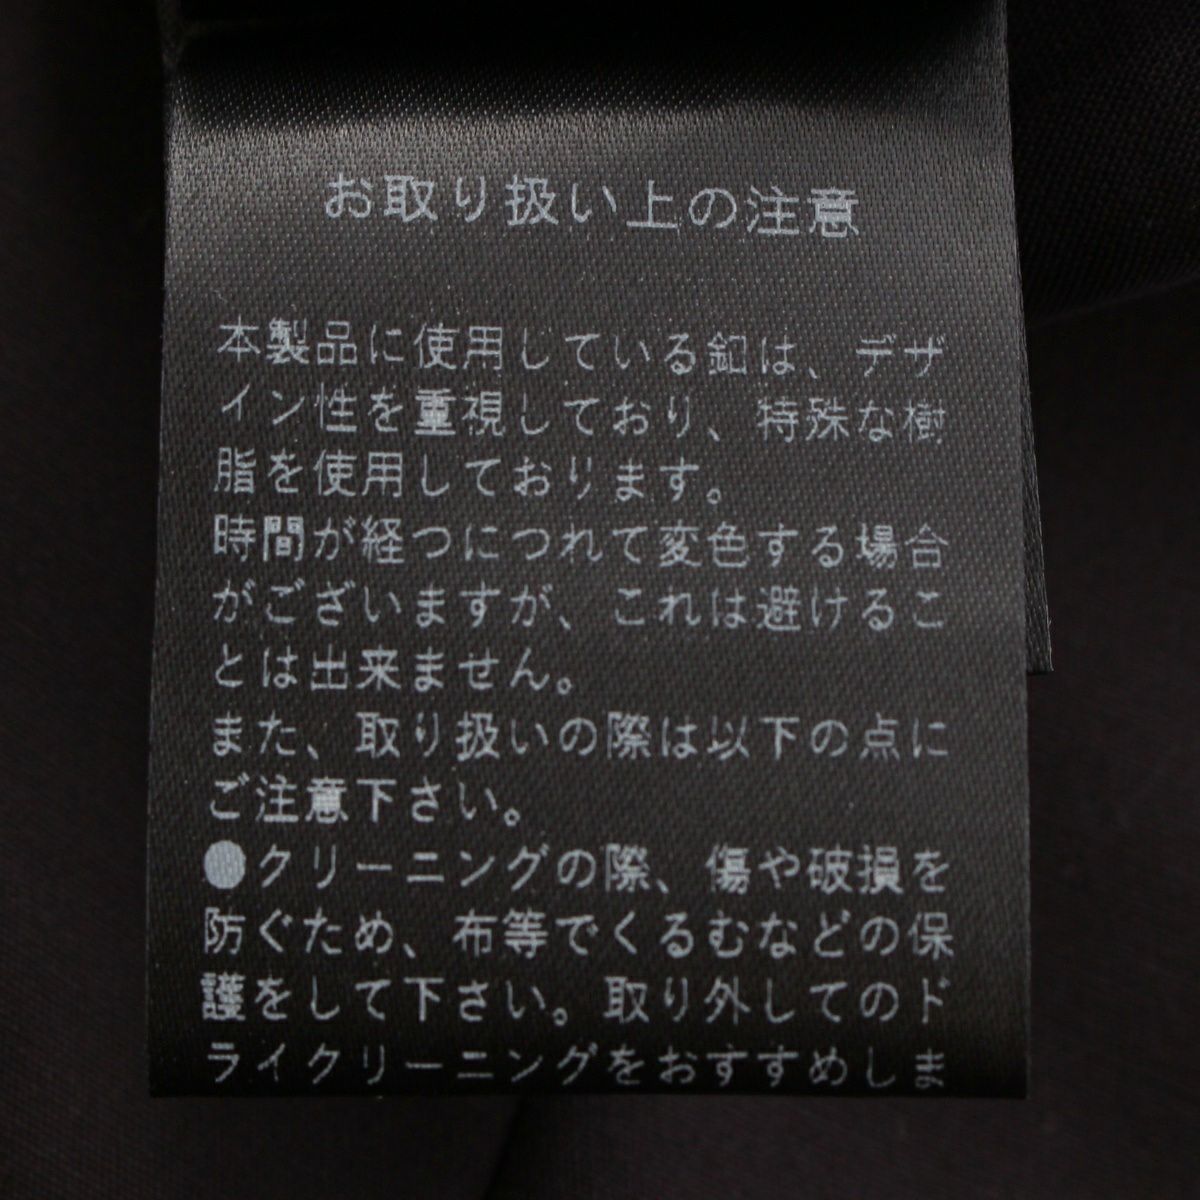 お取り扱い上の注意
本製品に使用している釦は、デザ
イン性を重視しており、特殊な樹
脂を使用しております。
時間が経つにつれて変色する場合
がございますが、これは避けるこ
とは出来ません。
また、取り扱いの際は以下の点に
ご注意下さい。
●クリーニングの際、傷や破損を
防ぐため、布等でくるむなどの保
護をして下さい。取り外してのド
ライクリーニングをおすすめしま